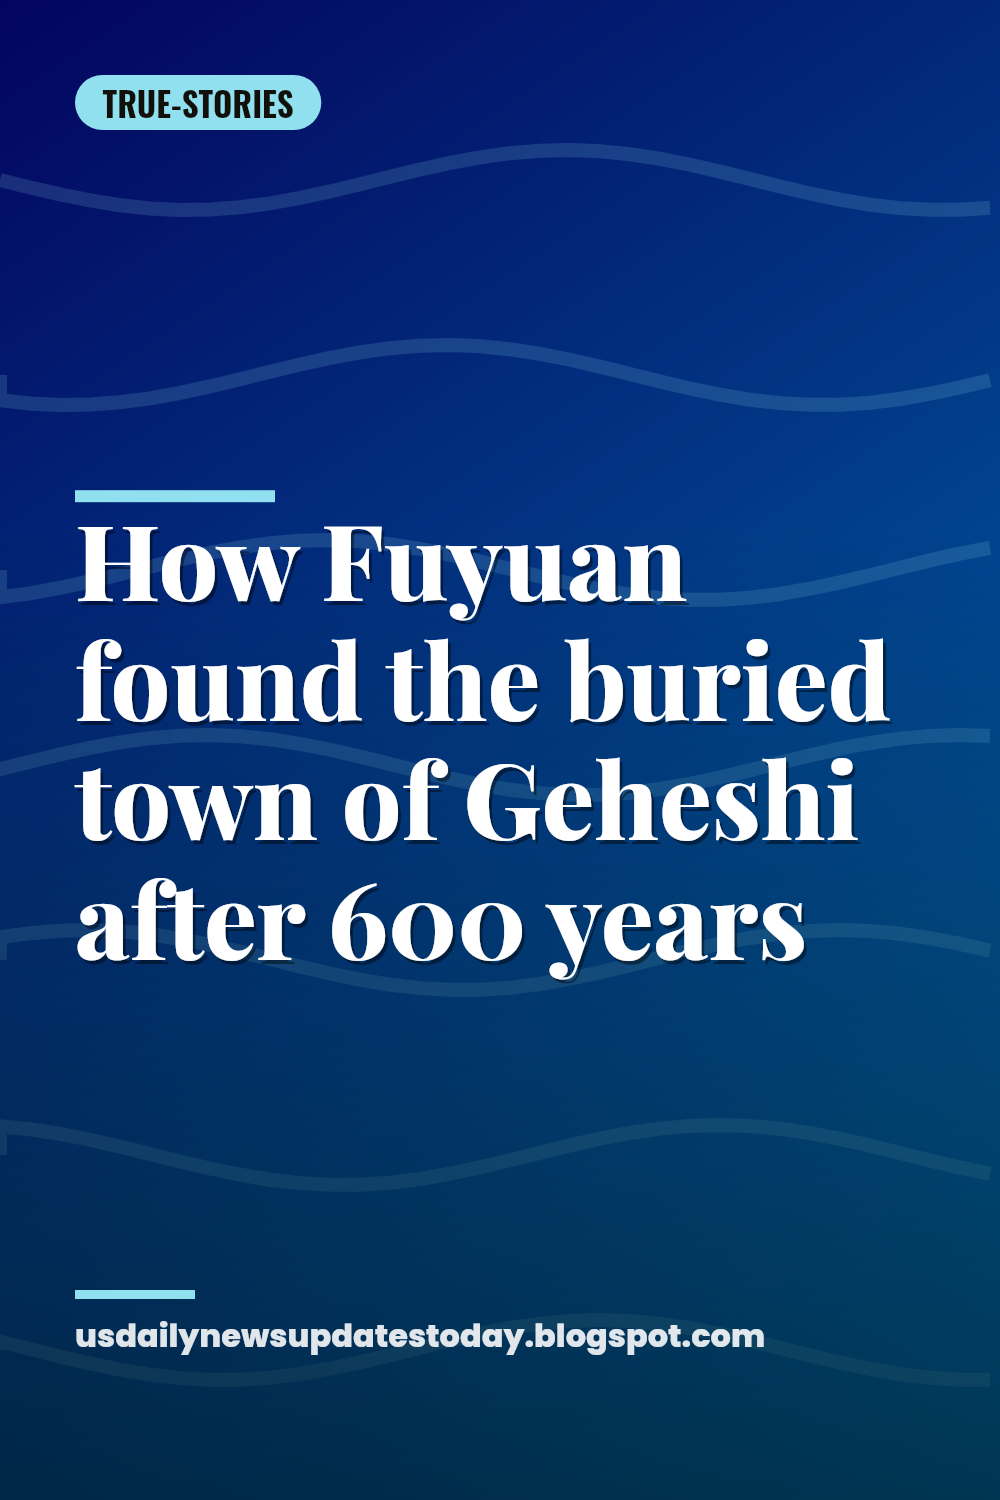 TRUE-STORIES
How Fuyuan
found the buried
town of Geheshi
after 600 years
usdailynewsupdatestoday.blogspot.com